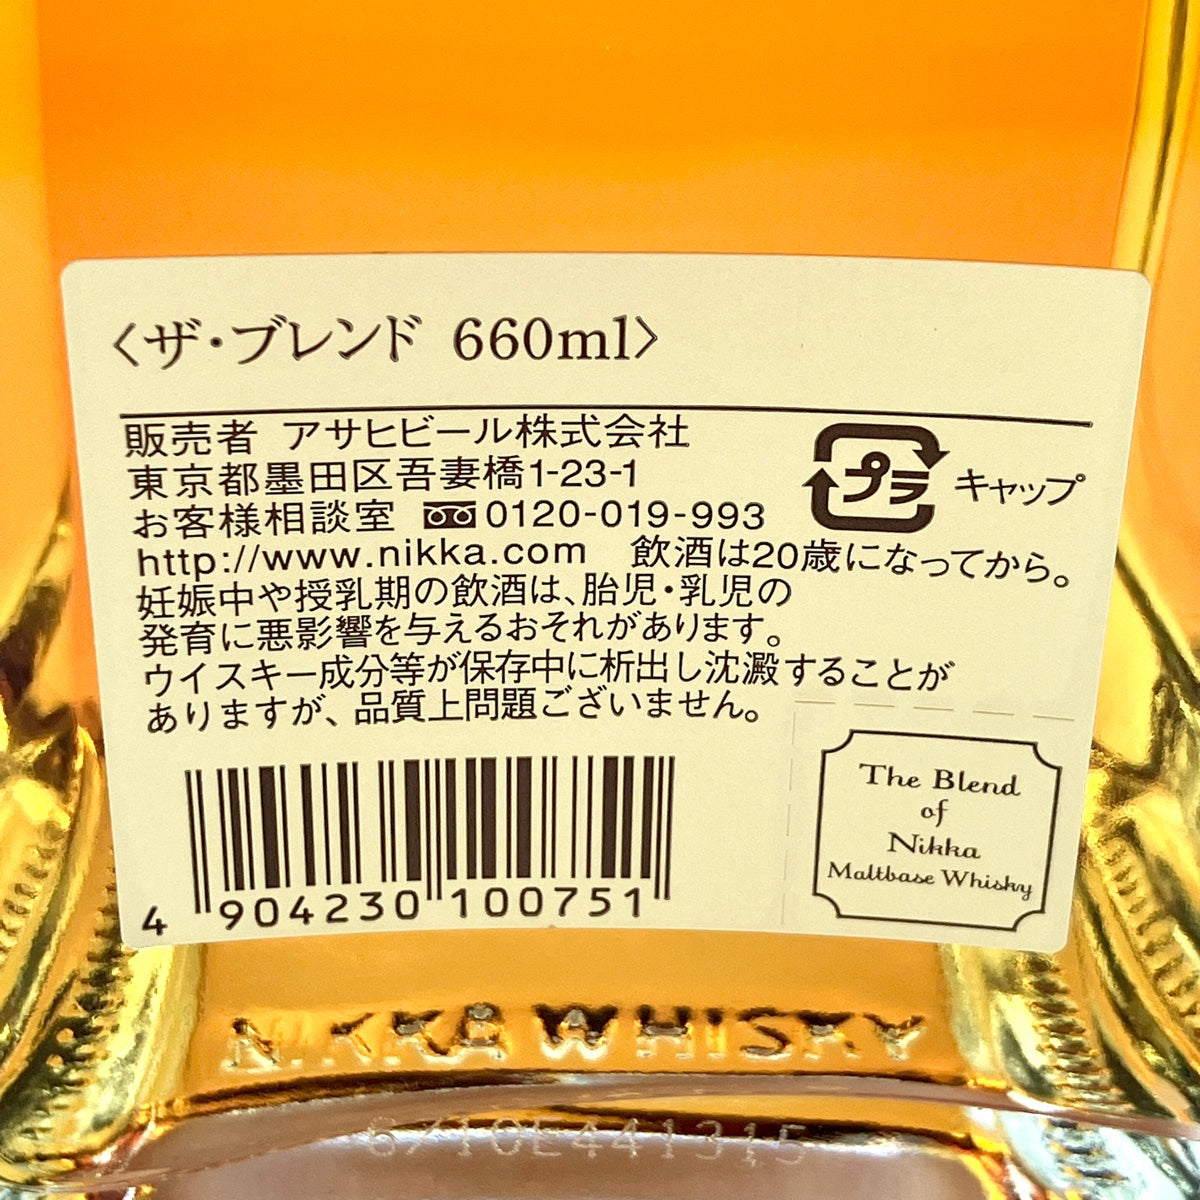 〈ザ・ブレンド 660ml〉
販売者 アサヒビール株式会社
東京都墨田区吾妻橋1-23-1
お客様相談室 0120-019-993
プラ キャップ
http://www.nikka.com 飲酒は20歳になってから。
妊娠中や授乳期の飲酒は、胎児・乳児の
発育に悪影響を与えるおそれがあります。
ウイスキー成分等が保存中に析出し沈澱することが
ありますが、品質上問題ございません。
4 904230 100751
The Blend
of
Nikka
Maltbase Whisky
NIKKA WHISKY
6/10E441315